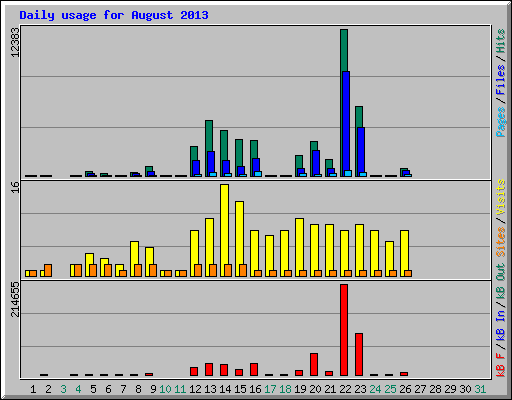 Daily usage for August 2013
12383
Pages / Files / Hits
16
Sites / Visits
214655
kB F / kB In / kB Out
1 2 3 4 5 6 7 8 9 10 11 12 13 14 15 16 17 18 19 20 21 22 23 24 25 26 27 28 29 30 31